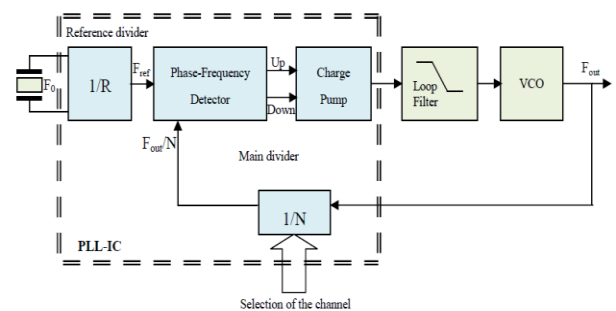 Reference divider
F0
1/R
Fref
Phase-Frequency
Detector
Up
Down
Charge
Pump
Loop
Filter
VCO
Fout
Fout/N
Main divider
1/N
PLL-IC
Selection of the channel